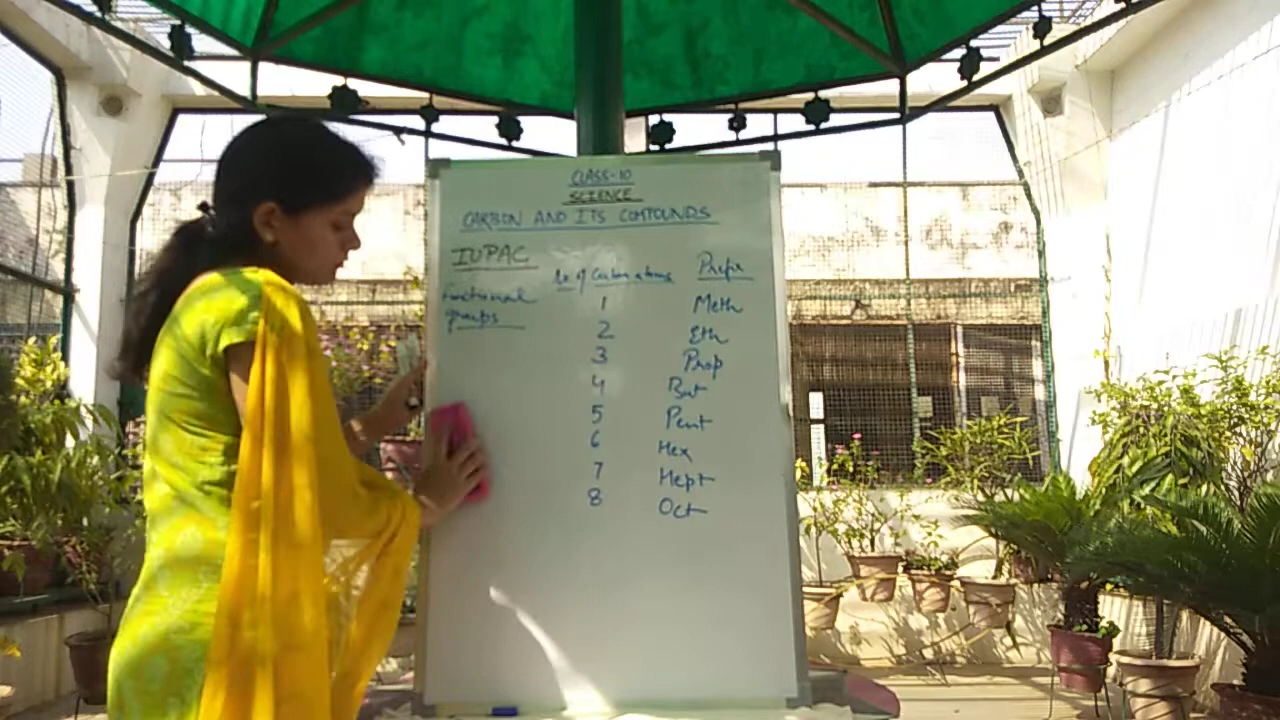 CLASS-10
SCIENCE
CARBON AND ITS COMPOUNDS
IUPAC
No of Carbon atoms Prefix
Functional
groups
1 Meth
2 Eth
3 Prop
4 But
5 Pent
6 Hex
7 Hept
8 Oct